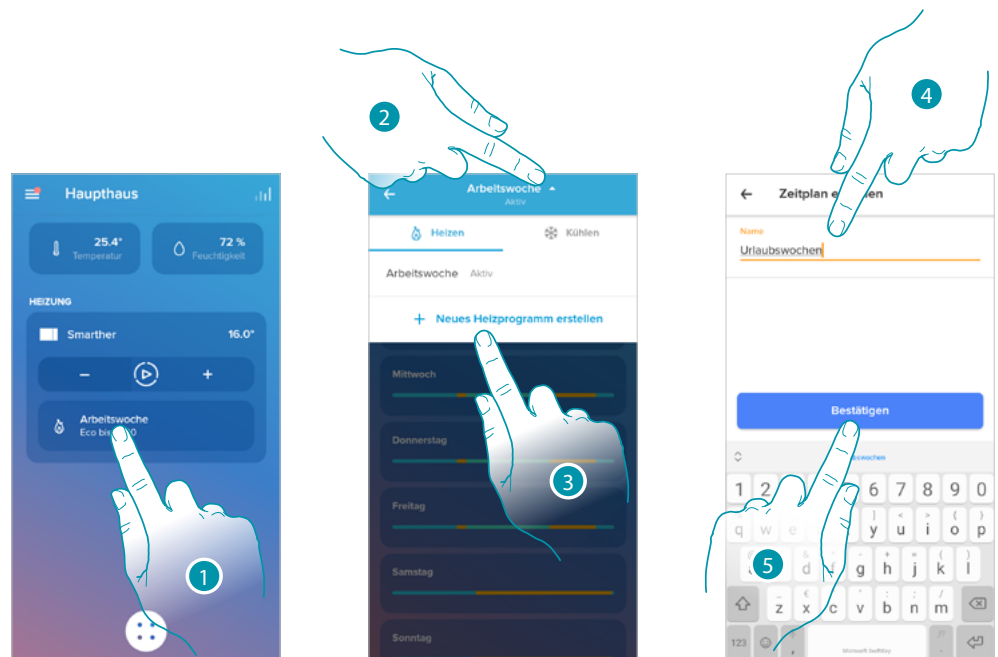 Haupthaus
25.4°
Temperatur
72 %
Feuchtigkeit
HEIZUNG
Smarther
16.0°
Arbeitswoche
Eco
1
2
Arbeitswoche
Aktiv
Heizen
Kühlen
Arbeitswoche Aktiv
+ Neues Heizprogramm erstellen
Mittwoch
Donnerstag
Freitag
Samstag
Sonntag
3
4
Zeitplan
Name
Urlaubswochen
Bestätigen
1 2 6 7 8 9 0
q w e y u i o p
d f g h j k l
z x c v b n m
123
Microsoft SwiftKey
5